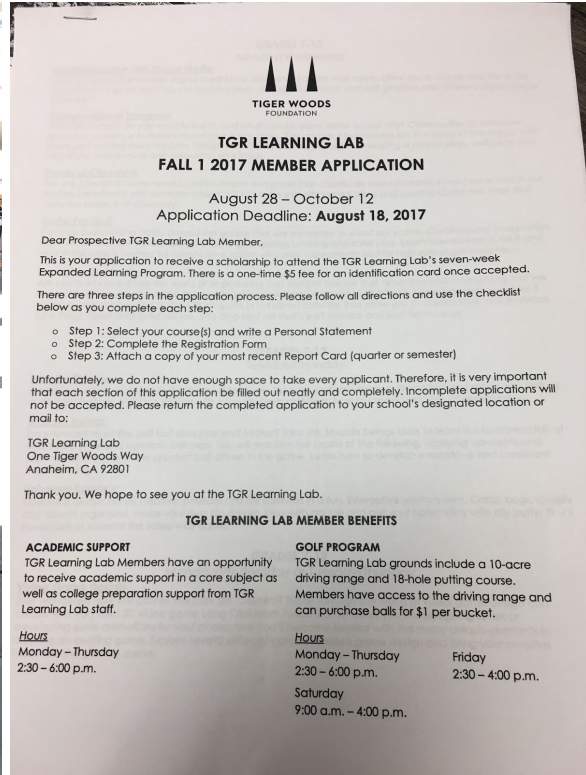 TIGER WOODS
FOUNDATION
TGR LEARNING LAB
FALL 1 2017 MEMBER APPLICATION
August 28 – October 12
Application Deadline: August 18, 2017
Dear Prospective TGR Learning Lab Member,
This is your application to receive a scholarship to attend the TGR Learning Lab's seven-week
Expanded Learning Program. There is a one-time $5 fee for an identification card once accepted.
There are three steps in the application process. Please follow all directions and use the checklist
below as you complete each step:
o Step 1: Select your course(s) and write a Personal Statement
o Step 2: Complete the Registration Form
o Step 3: Attach a copy of your most recent Report Card (quarter or semester)
Unfortunately, we do not have enough space to take every applicant. Therefore, it is very important
that each section of this application be filled out neatly and completely. Incomplete applications will
not be accepted. Please return the completed application to your school's designated location or
mail to:
TGR Learning Lab
One Tiger Woods Way
Anaheim, CA 92801
Thank you. We hope to see you at the TGR Learning Lab.
TGR LEARNING LAB MEMBER BENEFITS
ACADEMIC SUPPORT
TGR Learning Lab Members have an opportunity
to receive academic support in a core subject as
well as college preparation support from TGR
Learning Lab staff.
Hours
Monday – Thursday
2:30 – 6:00 p.m.
GOLF PROGRAM
TGR Learning Lab grounds include a 10-acre
driving range and 18-hole putting course.
Members have access to the driving range and
can purchase balls for $1 per bucket.
Hours
Monday – Thursday
2:30 – 6:00 p.m.
Friday
2:30 – 4:00 p.m.
Saturday
9:00 a.m. – 4:00 p.m.